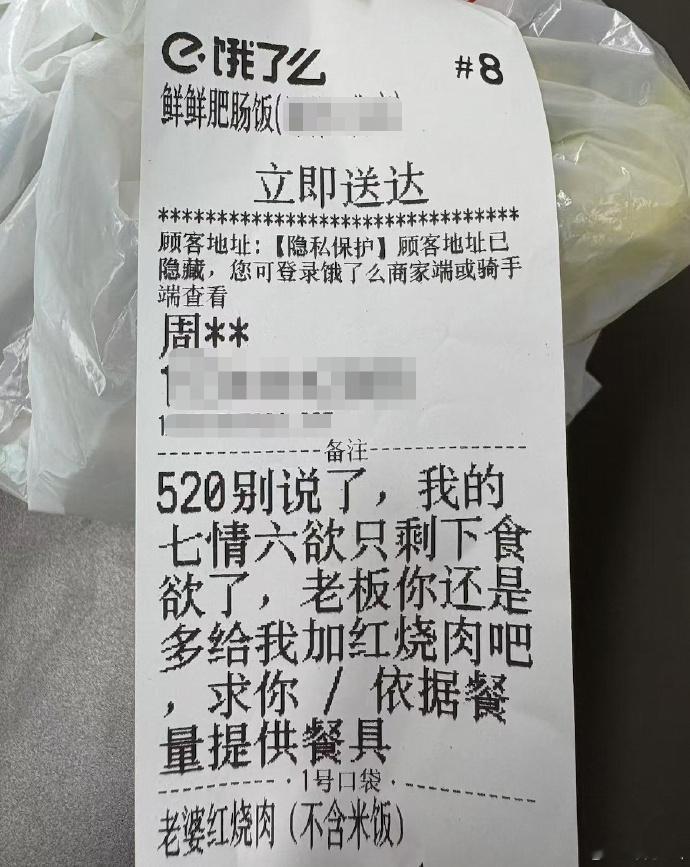 饿了么 #8
鲜鲜肥肠饭(
立即送达
********************************
顾客地址:【隐私保护】顾客地址已
隐藏，您可登录饿了么商家端或骑手
端查看
周**
1
1
备注
520别说了，我的
七情六欲只剩下食
欲了，老板你还是
多给我加红烧肉吧
，求你 / 依据餐
量提供餐具
1号口袋
老婆红烧肉（不含米饭）